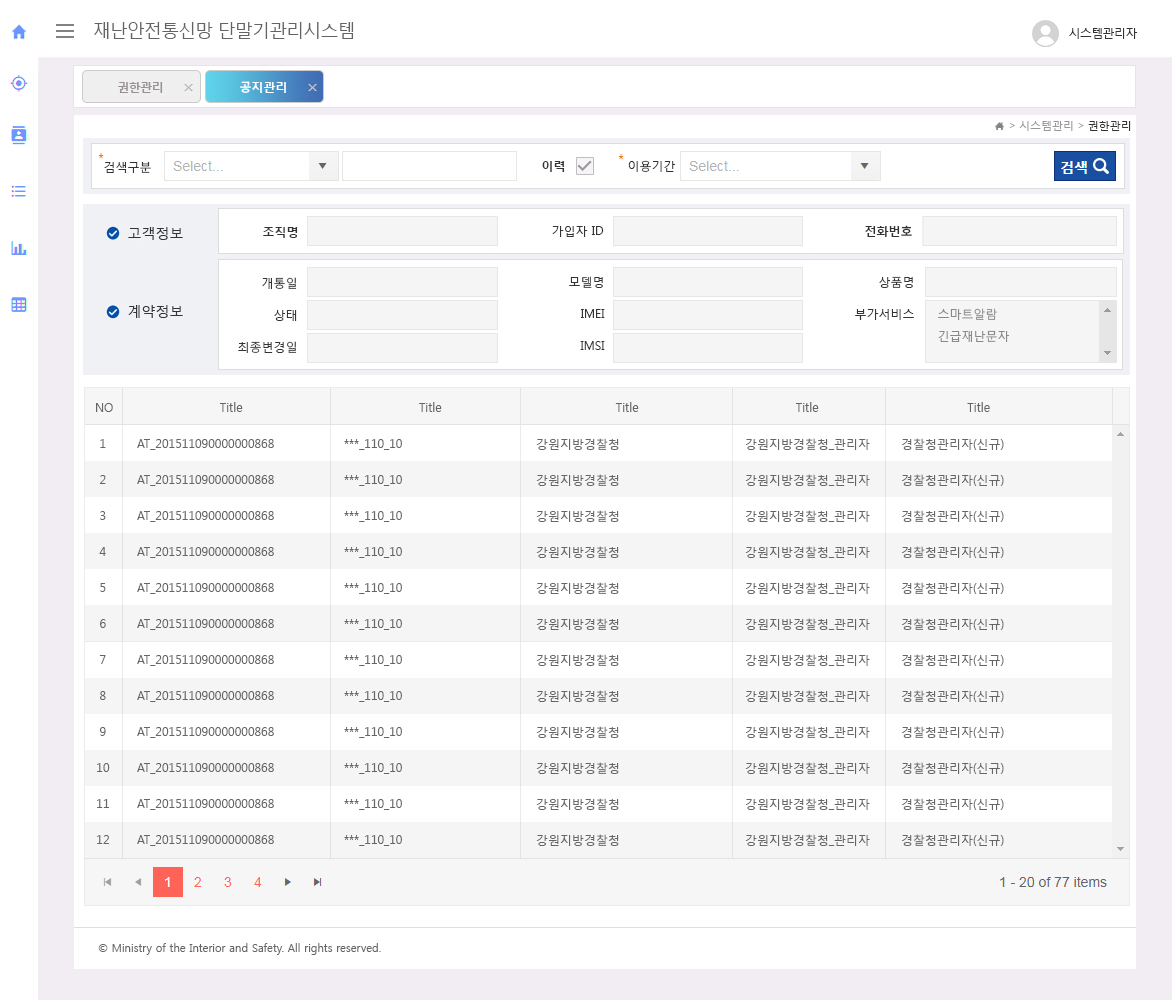 재난안전통신망 단말기관리시스템
시스템관리자
권한관리 × 공지관리 ×
> 시스템관리 > 권한관리
*검색구분 Select... 이력 *이용기간 Select... 검색
고객정보 조직명 가입자 ID 전화번호
개통일 모델명 상품명
계약정보 상태 IMEI 부가서비스 스마트알람
긴급재난문자
최종변경일 IMSI
NO Title Title Title Title Title
1 AT_201511090000000868 ***_110_10 강원지방경찰청 강원지방경찰청_관리자 경찰청관리자(신규)
2 AT_201511090000000868 ***_110_10 강원지방경찰청 강원지방경찰청_관리자 경찰청관리자(신규)
3 AT_201511090000000868 ***_110_10 강원지방경찰청 강원지방경찰청_관리자 경찰청관리자(신규)
4 AT_201511090000000868 ***_110_10 강원지방경찰청 강원지방경찰청_관리자 경찰청관리자(신규)
5 AT_201511090000000868 ***_110_10 강원지방경찰청 강원지방경찰청_관리자 경찰청관리자(신규)
6 AT_201511090000000868 ***_110_10 강원지방경찰청 강원지방경찰청_관리자 경찰청관리자(신규)
7 AT_201511090000000868 ***_110_10 강원지방경찰청 강원지방경찰청_관리자 경찰청관리자(신규)
8 AT_201511090000000868 ***_110_10 강원지방경찰청 강원지방경찰청_관리자 경찰청관리자(신규)
9 AT_201511090000000868 ***_110_10 강원지방경찰청 강원지방경찰청_관리자 경찰청관리자(신규)
10 AT_201511090000000868 ***_110_10 강원지방경찰청 강원지방경찰청_관리자 경찰청관리자(신규)
11 AT_201511090000000868 ***_110_10 강원지방경찰청 강원지방경찰청_관리자 경찰청관리자(신규)
12 AT_201511090000000868 ***_110_10 강원지방경찰청 강원지방경찰청_관리자 경찰청관리자(신규)
1 2 3 4 1 - 20 of 77 items
© Ministry of the Interior and Safety. All rights reserved.